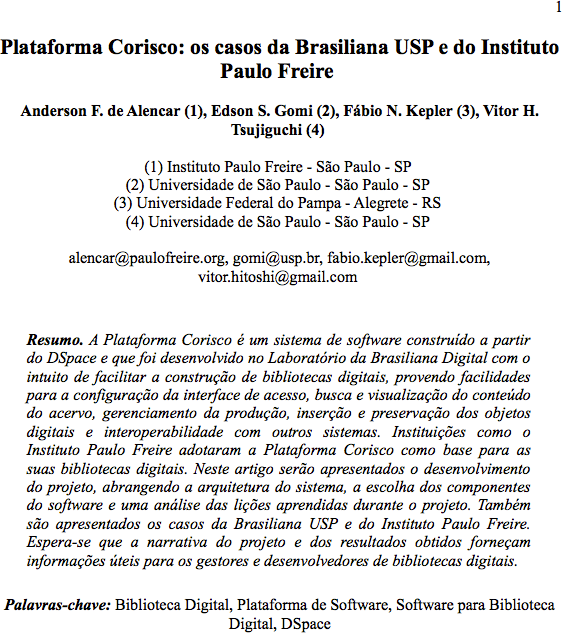 1
Plataforma Corisco: os casos da Brasiliana USP e do Instituto
Paulo Freire
Anderson F. de Alencar (1), Edson S. Gomi (2), Fábio N. Kepler (3), Vitor H.
Tsujiguchi (4)
(1) Instituto Paulo Freire - São Paulo - SP
(2) Universidade de São Paulo - São Paulo - SP
(3) Universidade Federal do Pampa - Alegrete - RS
(4) Universidade de São Paulo - São Paulo - SP
alencar@paulofreire.org, gomi@usp.br, fabio.kepler@gmail.com,
vitor.hitoshi@gmail.com
Resumo. A Plataforma Corisco é um sistema de software construído a partir
do DSpace e que foi desenvolvido no Laboratório da Brasiliana Digital com o
intuito de facilitar a construção de bibliotecas digitais, provendo facilidades
para a configuração da interface de acesso, busca e visualização do conteúdo
do acervo, gerenciamento da produção, inserção e preservação dos objetos
digitais e interoperabilidade com outros sistemas. Instituições como o
Instituto Paulo Freire adotaram a Plataforma Corisco como base para as
suas bibliotecas digitais. Neste artigo serão apresentados o desenvolvimento
do projeto, abrangendo a arquitetura do sistema, a escolha dos componentes
do software e uma análise das lições aprendidas durante o projeto. Também
são apresentados os casos da Brasiliana USP e do Instituto Paulo Freire.
Espera-se que a narrativa do projeto e dos resultados obtidos forneçam
informações úteis para os gestores e desenvolvedores de bibliotecas digitais.
Palavras-chave: Biblioteca Digital, Plataforma de Software, Software para Biblioteca
Digital, DSpace